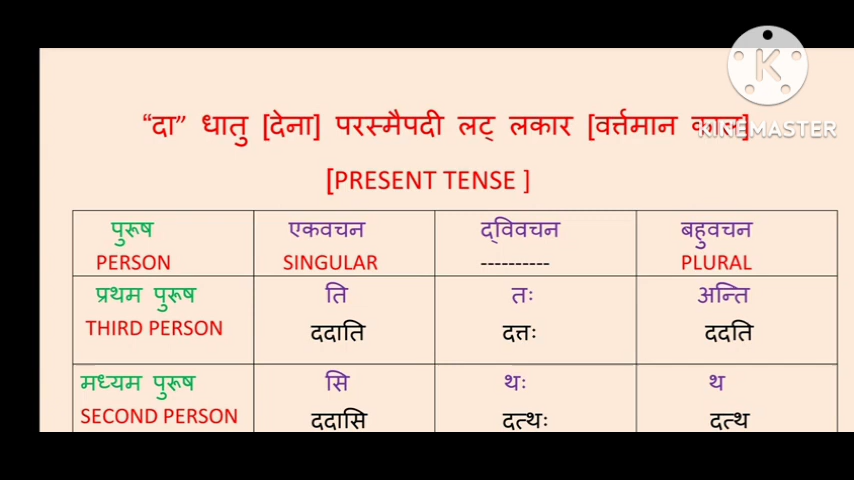 “दा” धातु [देना] परस्मैपदी लट् लकार [वर्त्तमान काल]
KINEMASTER
[PRESENT TENSE ]
पुरूष एकवचन द्विवचन बहुवचन
PERSON SINGULAR ---------- PLURAL
प्रथम पुरूष ति तः अन्ति
THIRD PERSON ददाति दत्तः ददति
मध्यम पुरूष सि थः थ
SECOND PERSON ददासि दत्थः दत्थ